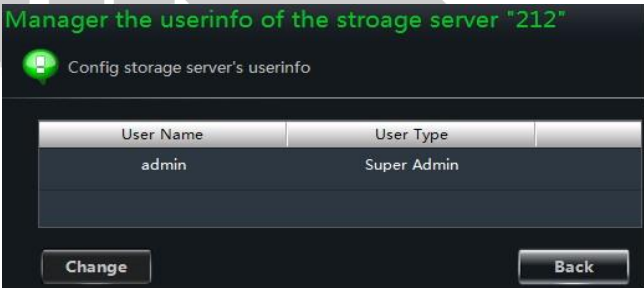 Manager the userinfo of the stroage server "212"
Config storage server's userinfo
User Name User Type
admin Super Admin
Change Back